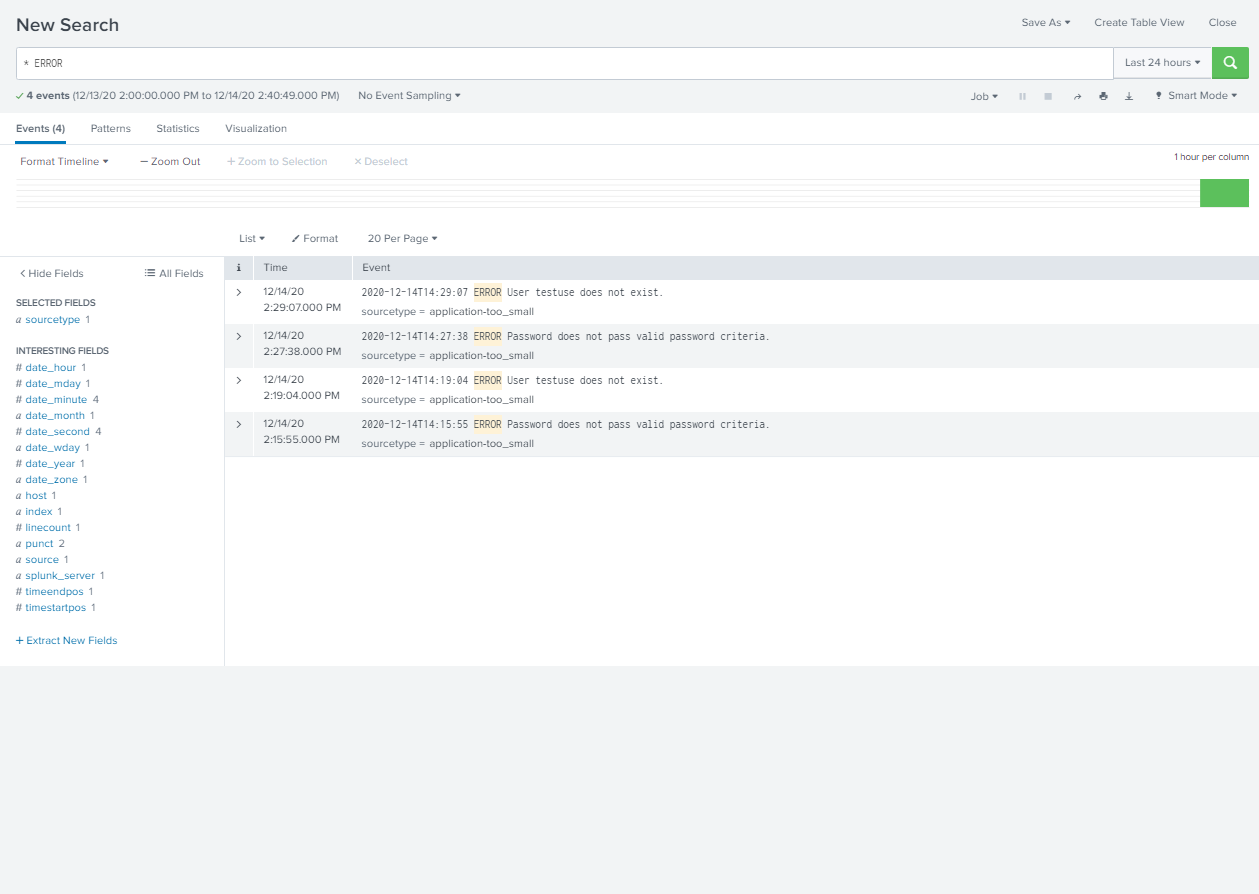 New Search
Save As Create Table View Close
* ERROR
Last 24 hours
4 events (12/13/20 2:00:00.000 PM to 12/14/20 2:40:49.000 PM) No Event Sampling
Job Smart Mode
Events (4) Patterns Statistics Visualization
Format Timeline — Zoom Out + Zoom to Selection × Deselect
1 hour per column
List Format 20 Per Page
< Hide Fields All Fields
i Time Event
SELECTED FIELDS
a sourcetype 1
INTERESTING FIELDS
# date_hour 1
# date_mday 1
# date_minute 4
a date_month 1
# date_second 4
a date_wday 1
# date_year 1
a date_zone 1
a host 1
a index 1
# linecount 1
a punct 2
a source 1
a splunk_server 1
# timeendpos 1
# timestartpos 1
+ Extract New Fields
> 12/14/20 2020-12-14T14:29:07 ERROR User testuse does not exist.
2:29:07.000 PM sourcetype = application-too_small
> 12/14/20 2020-12-14T14:27:38 ERROR Password does not pass valid password criteria.
2:27:38.000 PM sourcetype = application-too_small
> 12/14/20 2020-12-14T14:19:04 ERROR User testuse does not exist.
2:19:04.000 PM sourcetype = application-too_small
> 12/14/20 2020-12-14T14:15:55 ERROR Password does not pass valid password criteria.
2:15:55.000 PM sourcetype = application-too_small